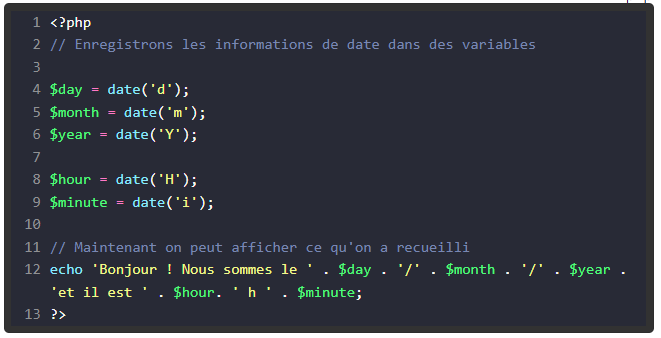 1 <?php
2 // Enregistrons les informations de date dans des variables
3
4 $day = date('d');
5 $month = date('m');
6 $year = date('Y');
7
8 $hour = date('H');
9 $minute = date('i');
10
11 // Maintenant on peut afficher ce qu'on a recueilli
12 echo 'Bonjour ! Nous sommes le ' . $day . '/' . $month . '/' . $year .
'et il est ' . $hour. ' h ' . $minute;
13 ?>